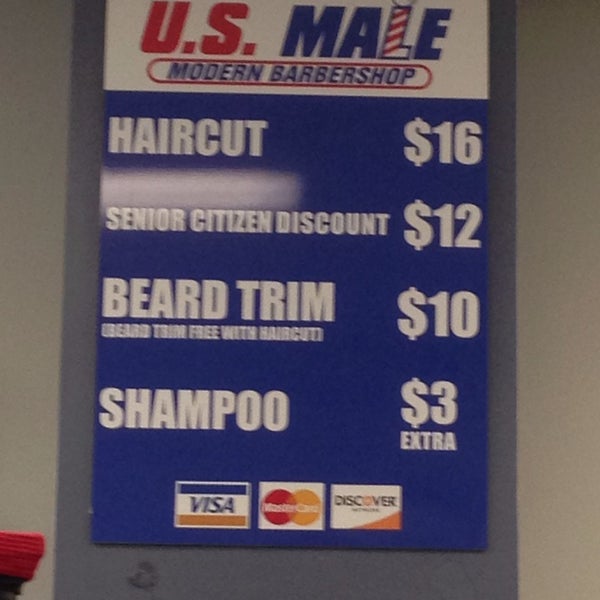 U.S. MALE
MODERN BARBERSHOP
HAIRCUT $16
SENIOR CITIZEN DISCOUNT $12
BEARD TRIM $10
(BEARD TRIM FREE WITH HAIRCUT)
SHAMPOO $3
EXTRA
VISA MasterCard DISCOVER
NETWORK